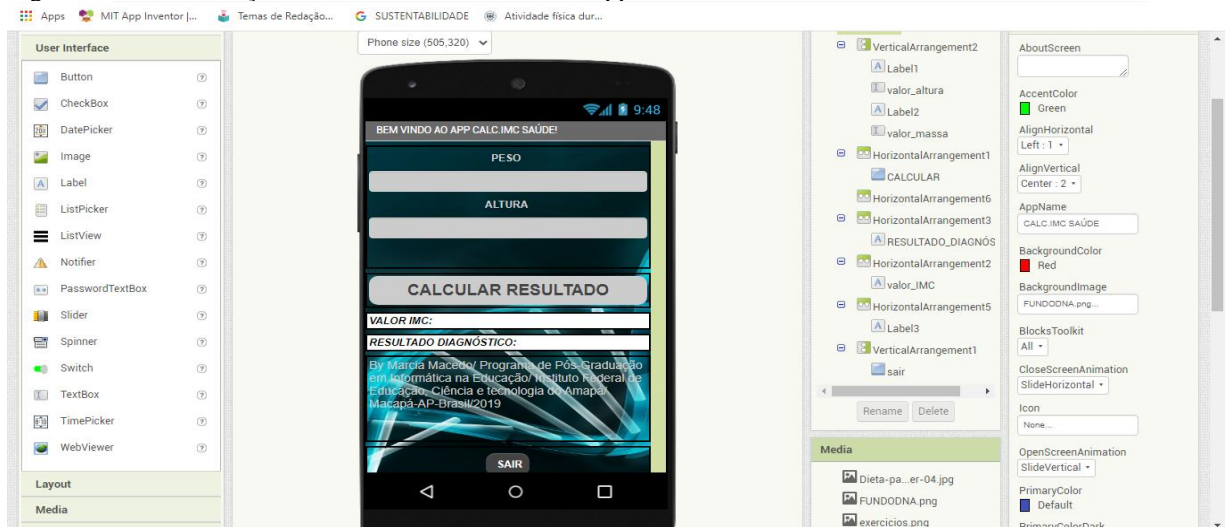 Apps MIT App Inventor |... Temas de Redação... SUSTENTABILIDADE Atividade física dur...
User Interface
Button
CheckBox
DatePicker
Image
Label
ListPicker
ListView
Notifier
PasswordTextBox
Slider
Spinner
Switch
TextBox
TimePicker
WebViewer
Layout
Media
Phone size (505,320)
9:48
BEM VINDO AO APP CALC.IMC SAÚDE!
PESO
ALTURA
CALCULAR RESULTADO
VALOR IMC:
RESULTADO DIAGNÓSTICO:
By Marcia Macedo/ Programa de Pós-Graduação
em Informática na Educação/ Instituto Federal de
Educação, Ciência e tecnologia do Amapá/
Macapá-AP-Brasil/2019
SAIR
VerticalArrangement2
Label1
valor_altura
Label2
valor_massa
HorizontalArrangement1
CALCULAR
HorizontalArrangement6
HorizontalArrangement3
RESULTADO_DIAGNÓS
HorizontalArrangement2
valor_IMC
HorizontalArrangement5
Label3
VerticalArrangement1
sair
Rename Delete
Media
Dieta-pa...er-04.jpg
FUNDODNA.png
exercicios.png
AboutScreen
AccentColor
Green
AlignHorizontal
Left : 1
AlignVertical
Center : 2
AppName
CALC.IMC SAÚDE
BackgroundColor
Red
BackgroundImage
FUNDODNA.png...
BlocksToolkit
All
CloseScreenAnimation
SlideHorizontal
Icon
None...
OpenScreenAnimation
SlideVertical
PrimaryColor
Default
PrimaryColorDark